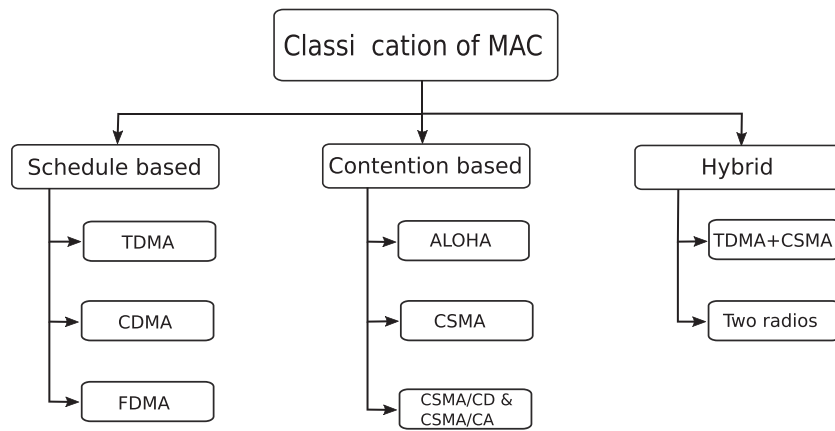 Classi cation of MAC
Schedule based
Contention based
Hybrid
TDMA
ALOHA
TDMA+CSMA
CDMA
CSMA
Two radios
FDMA
CSMA/CD &
CSMA/CA